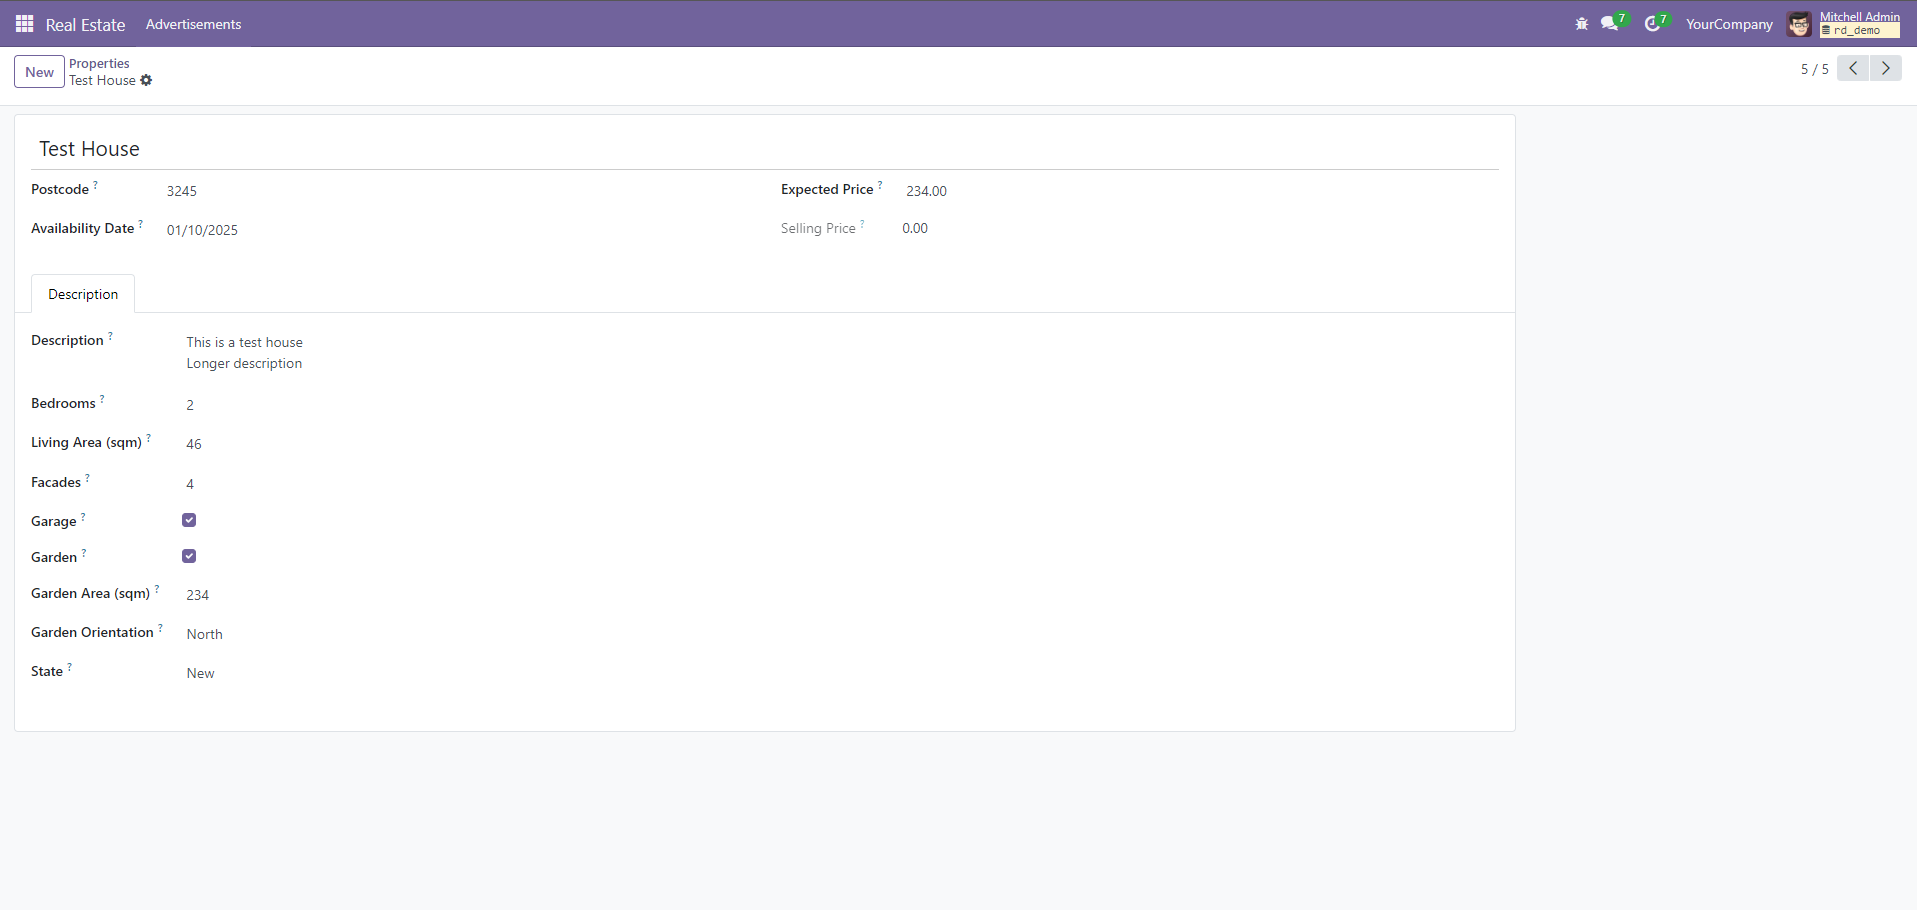 Real Estate Advertisements 7 7 YourCompany Mitchell Admin
rd_demo
New Properties
Test House 5 / 5
Test House
Postcode ? 3245 Expected Price ? 234.00
Availability Date ? 01/10/2025 Selling Price ? 0.00
Description
Description ? This is a test house
Longer description
Bedrooms ? 2
Living Area (sqm) ? 46
Facades ? 4
Garage ?
Garden ?
Garden Area (sqm) ? 234
Garden Orientation ? North
State ? New